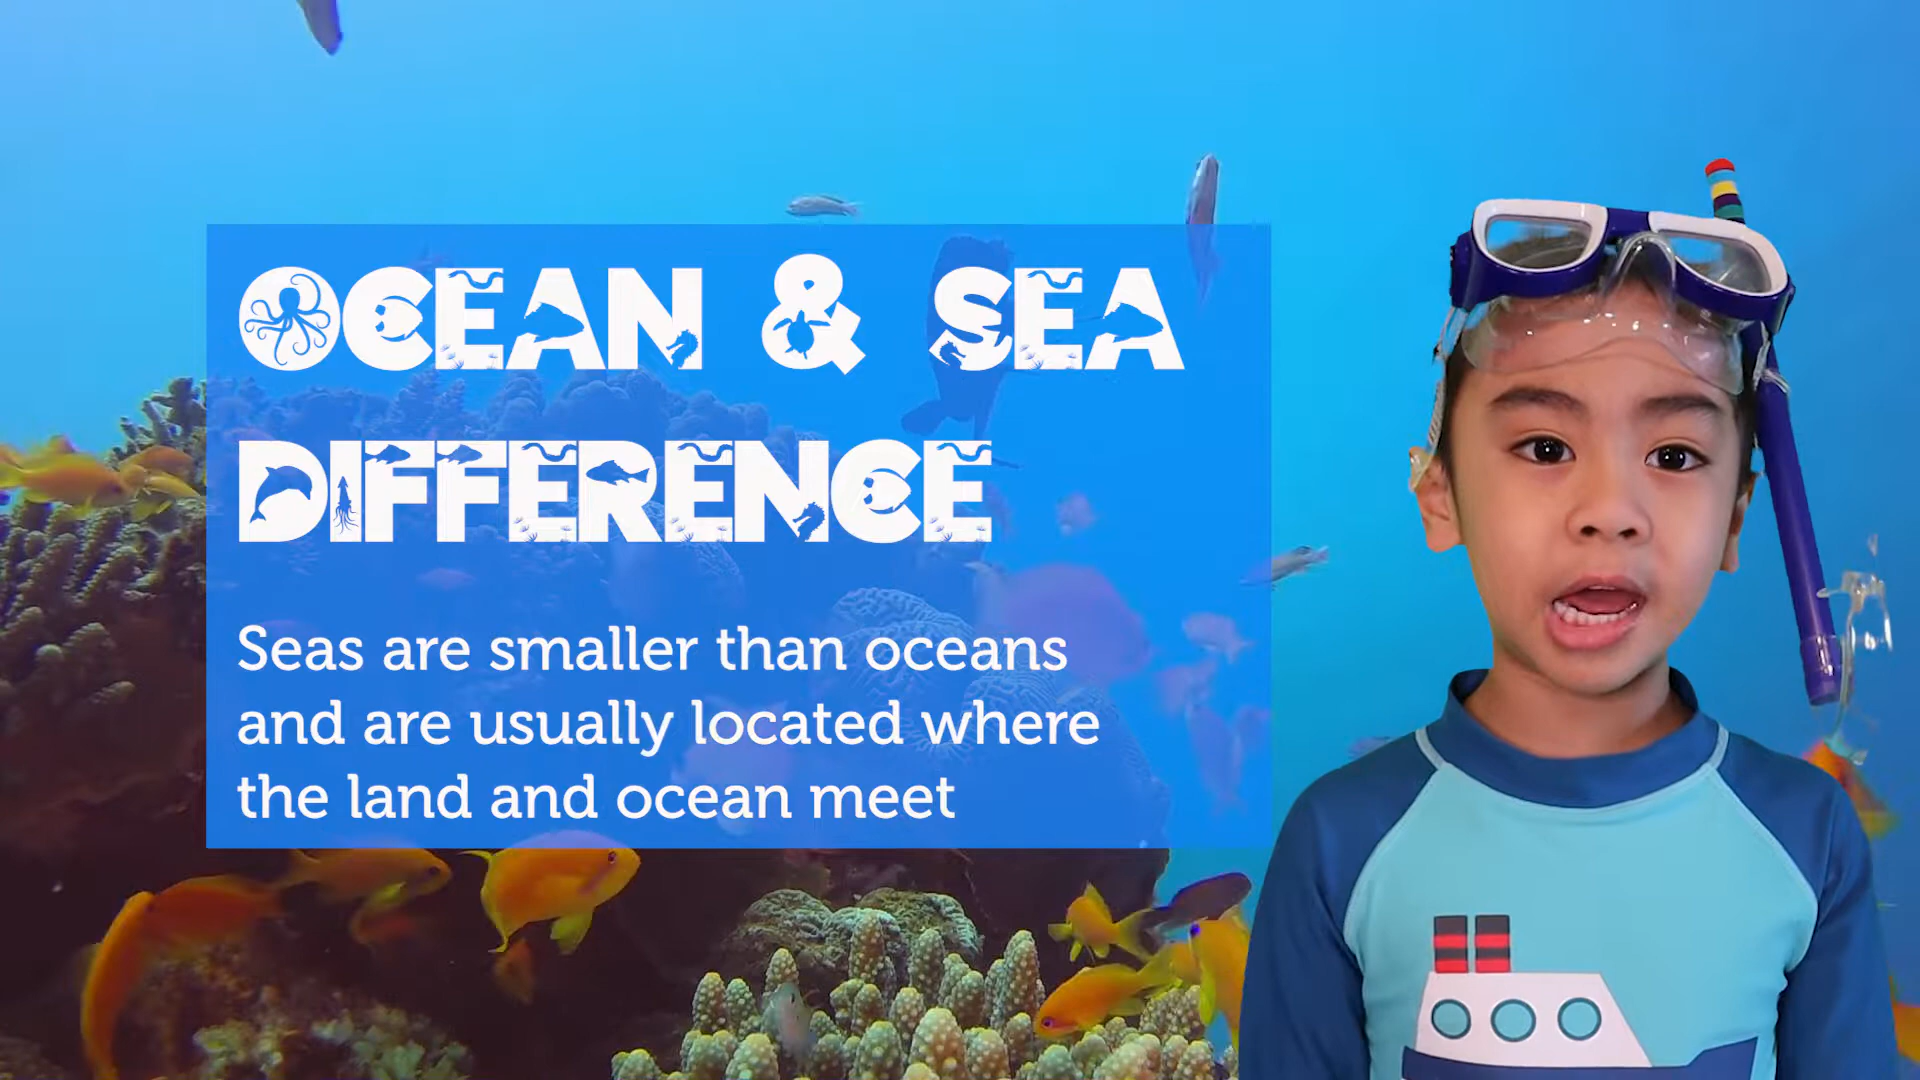 OCEAN & SEA
DIFFERENCE
Seas are smaller than oceans
and are usually located where
the land and ocean meet